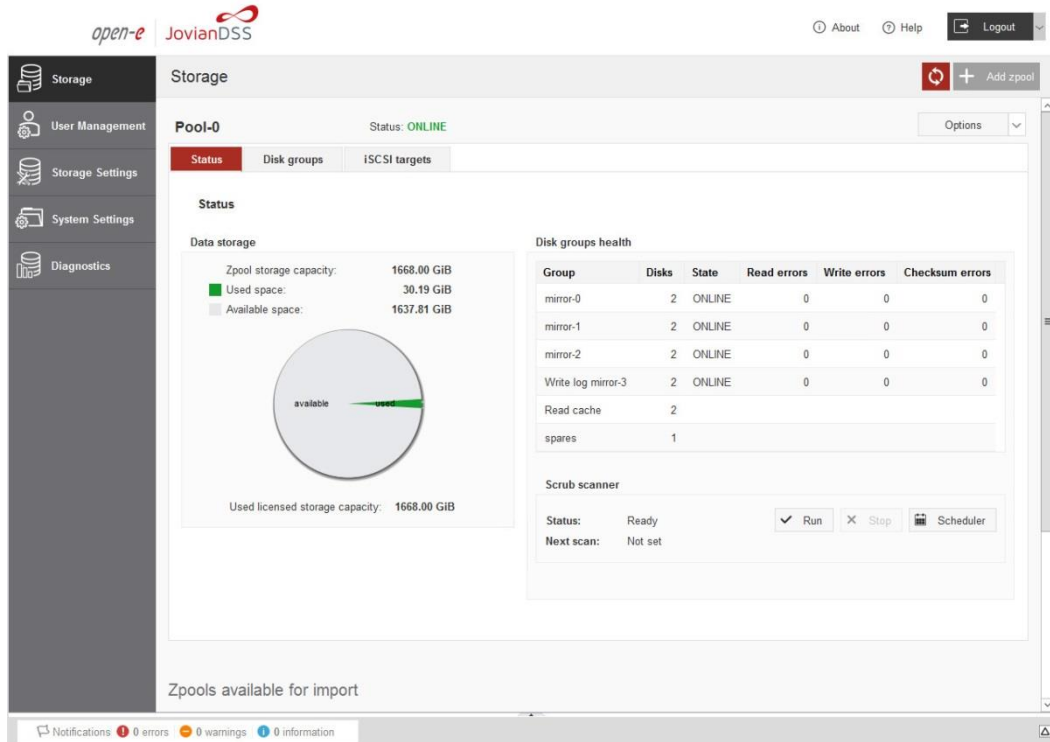 open-e JovianDSS
About Help Logout
Storage
User Management
Storage Settings
System Settings
Diagnostics
Storage
Add zpool
Pool-0 Status: ONLINE Options
Status Disk groups iSCSI targets
Status
Data storage
Zpool storage capacity: 1668.00 GiB
Used space: 30.19 GiB
Available space: 1637.81 GiB
available used
Used licensed storage capacity: 1668.00 GiB
Disk groups health
Group Disks State Read errors Write errors Checksum errors
mirror-0 2 ONLINE 0 0 0
mirror-1 2 ONLINE 0 0 0
mirror-2 2 ONLINE 0 0 0
Write log mirror-3 2 ONLINE 0 0 0
Read cache 2
spares 1
Scrub scanner
Status: Ready Run Stop Scheduler
Next scan: Not set
Zpools available for import
Notifications 0 errors 0 warnings 0 information